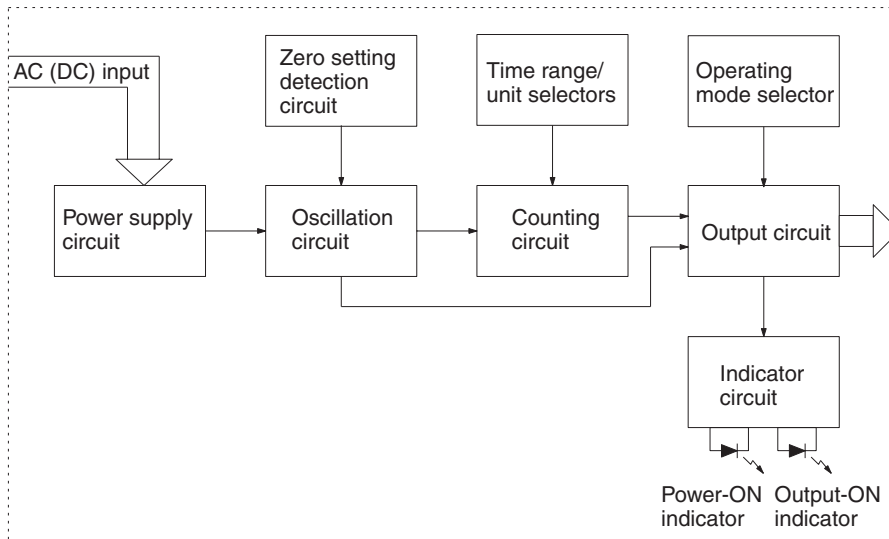 AC (DC) input
Zero setting
detection
circuit
Time range/
unit selectors
Operating
mode selector
Power supply
circuit
Oscillation
circuit
Counting
circuit
Output circuit
Indicator
circuit
Power-ON
indicator
Output-ON
indicator